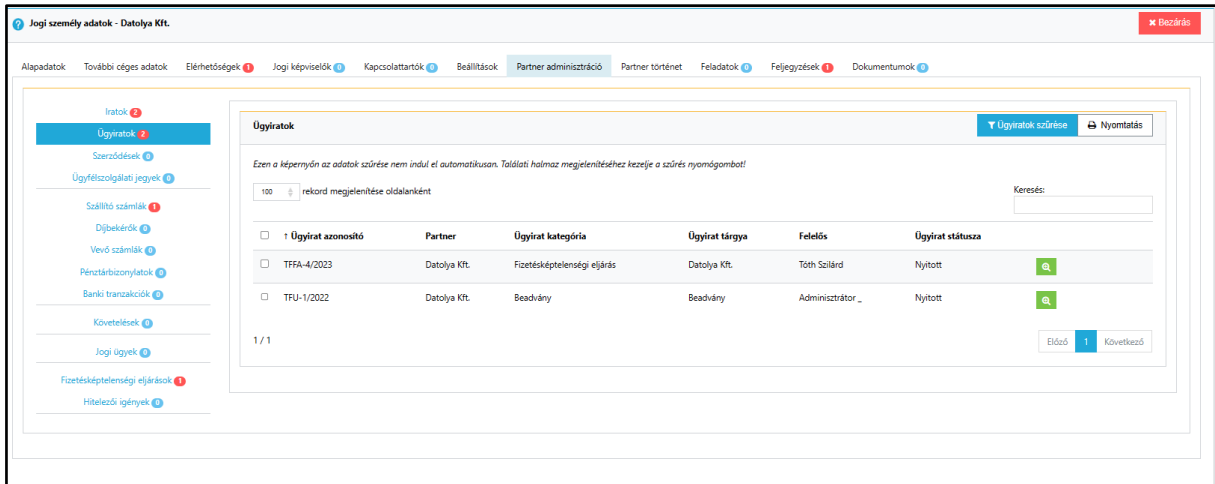 Jogi személy adatok - Datolya Kft.
Bezárás
Alapadatok További céges adatok Elérhetőségek 1 Jogi képviselők 0 Kapcsolattartók 0 Beállítások Partner adminisztráció Partner történet Feladatok 0 Feljegyzések 1 Dokumentumok 0
Iratok 2
Ügyiratok 2
Szerződések 0
Ügyfélszolgálati jegyek 0
Szállító számlák 1
Díjbekérők 0
Vevő számlák 0
Pénztárbizonylatok 0
Banki tranzakciók 0
Követelések 0
Jogi ügyek 0
Fizetésképtelenségi eljárások 1
Hitelezői igények 0
Ügyiratok
Ügyiratok szűrése Nyomtatás
Ezen a képernyőn az adatok szűrése nem indul el automatikusan. Találati halmaz megjelenítéséhez kezelje a szűrés nyomógombot!
100 rekord megjelenítése oldalanként
Keresés:
↑ Ügyirat azonosító Partner Ügyirat kategória Ügyirat tárgya Felelős Ügyirat státusza
TFFA-4/2023 Datolya Kft. Fizetésképtelenségi eljárás Datolya Kft. Tóth Szilárd Nyitott
TFU-1/2022 Datolya Kft. Beadvány Beadvány Adminisztrátor _ Nyitott
1 / 1
Előző 1 Következő